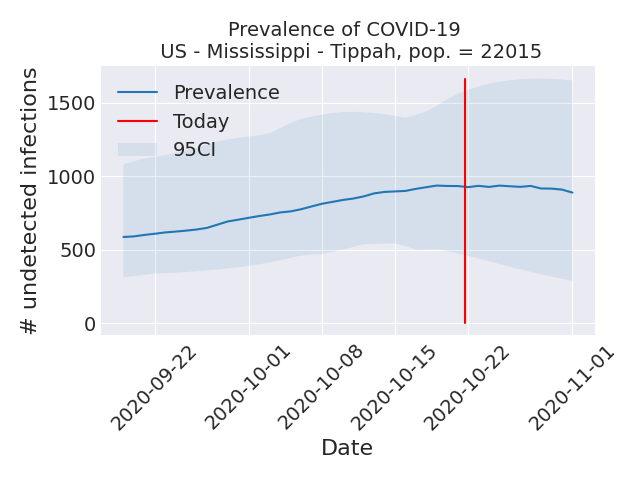 Prevalence of COVID-19
US - Mississippi - Tippah, pop. = 22015
# undetected infections
1500
1000
500
0
Prevalence
Today
95CI
2020-09-22
2020-10-01
2020-10-08
2020-10-15
2020-10-22
2020-11-01
Date